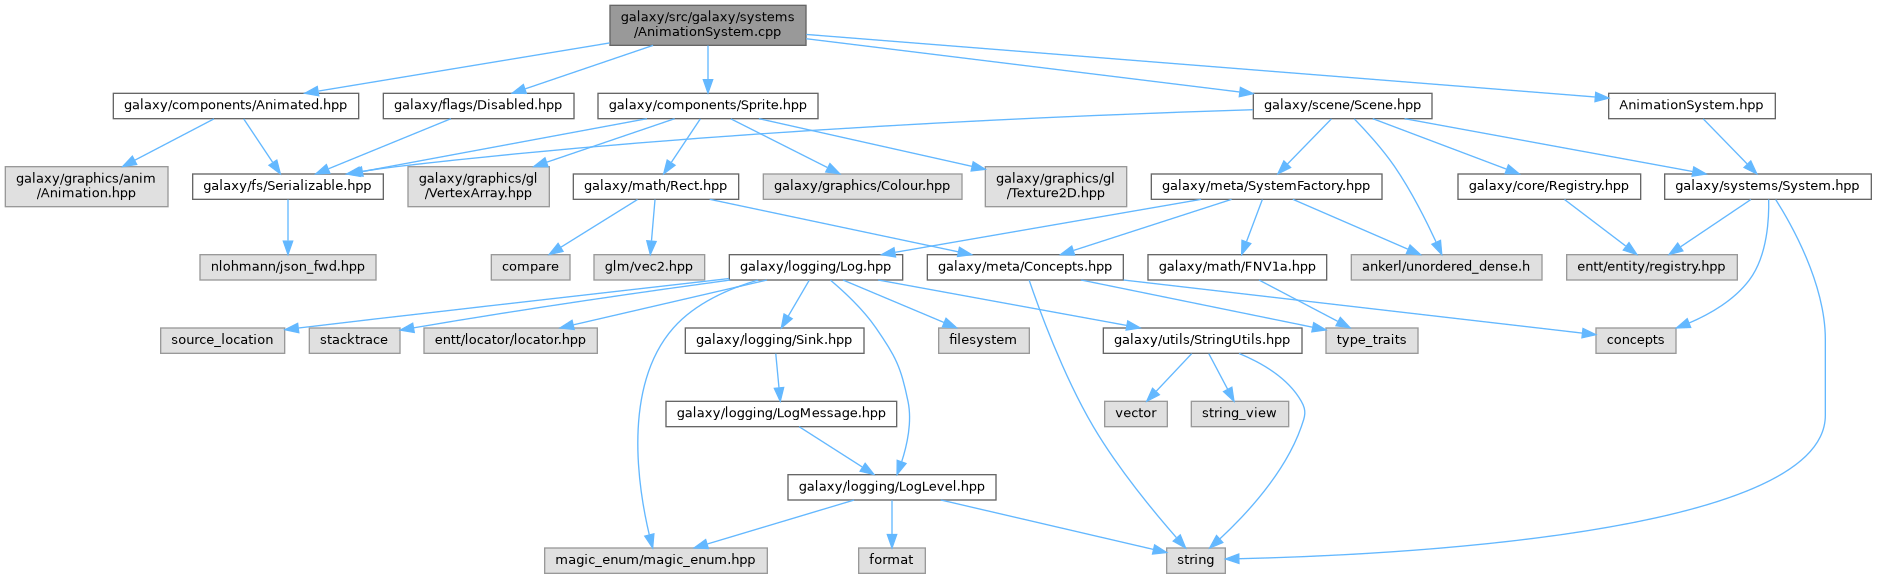 galaxy/src/galaxy/systems
/AnimationSystem.cpp
galaxy/components/Animated.hpp
galaxy/flags/Disabled.hpp
galaxy/components/Sprite.hpp
galaxy/scene/Scene.hpp
AnimationSystem.hpp
galaxy/graphics/anim
/Animation.hpp
galaxy/fs/Serializable.hpp
galaxy/graphics/gl
/VertexArray.hpp
galaxy/math/Rect.hpp
galaxy/graphics/Colour.hpp
galaxy/graphics/gl
/Texture2D.hpp
galaxy/meta/SystemFactory.hpp
galaxy/core/Registry.hpp
galaxy/systems/System.hpp
nlohmann/json_fwd.hpp
compare
glm/vec2.hpp
galaxy/logging/Log.hpp
galaxy/meta/Concepts.hpp
galaxy/math/FNV1a.hpp
ankerl/unordered_dense.h
entt/entity/registry.hpp
source_location
stacktrace
entt/locator/locator.hpp
galaxy/logging/Sink.hpp
filesystem
galaxy/utils/StringUtils.hpp
type_traits
concepts
galaxy/logging/LogMessage.hpp
vector
string_view
galaxy/logging/LogLevel.hpp
magic_enum/magic_enum.hpp
format
string